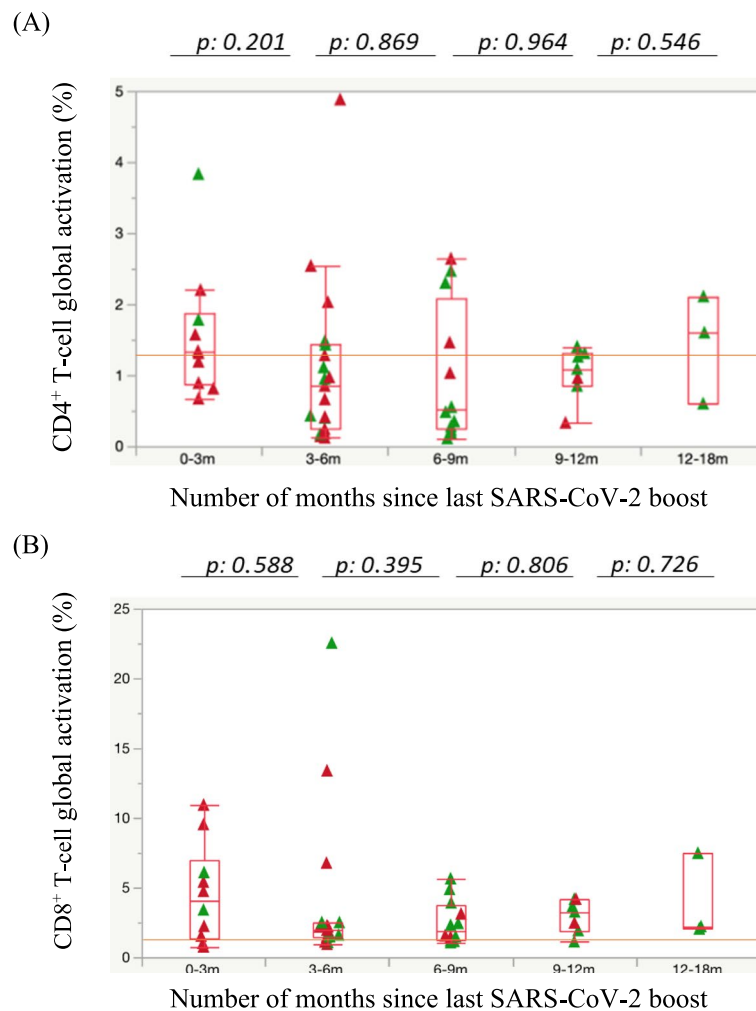 (A)
p: 0.201 p: 0.869 p: 0.964 p: 0.546
CD4⁺ T-cell global activation (%)
5
4
3
2
1
0
0-3m 3-6m 6-9m 9-12m 12-18m
Number of months since last SARS-CoV-2 boost
(B)
p: 0.588 p: 0.395 p: 0.806 p: 0.726
CD8⁺ T-cell global activation (%)
25
20
15
10
5
0
0-3m 3-6m 6-9m 9-12m 12-18m
Number of months since last SARS-CoV-2 boost